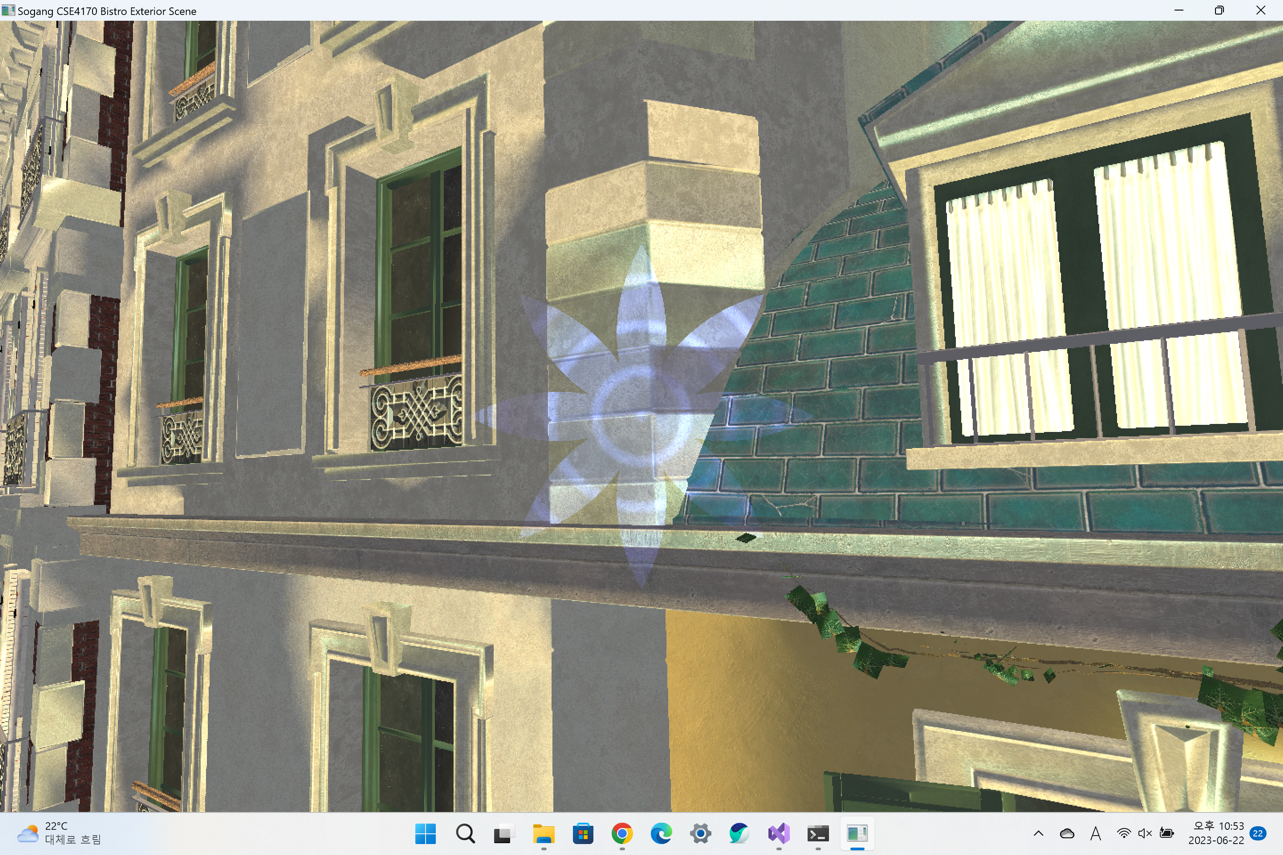 Sogang CSE4170 Bistro Exterior Scene
22°C
대체로 흐림
A
오후 10:53
2023-06-22
22